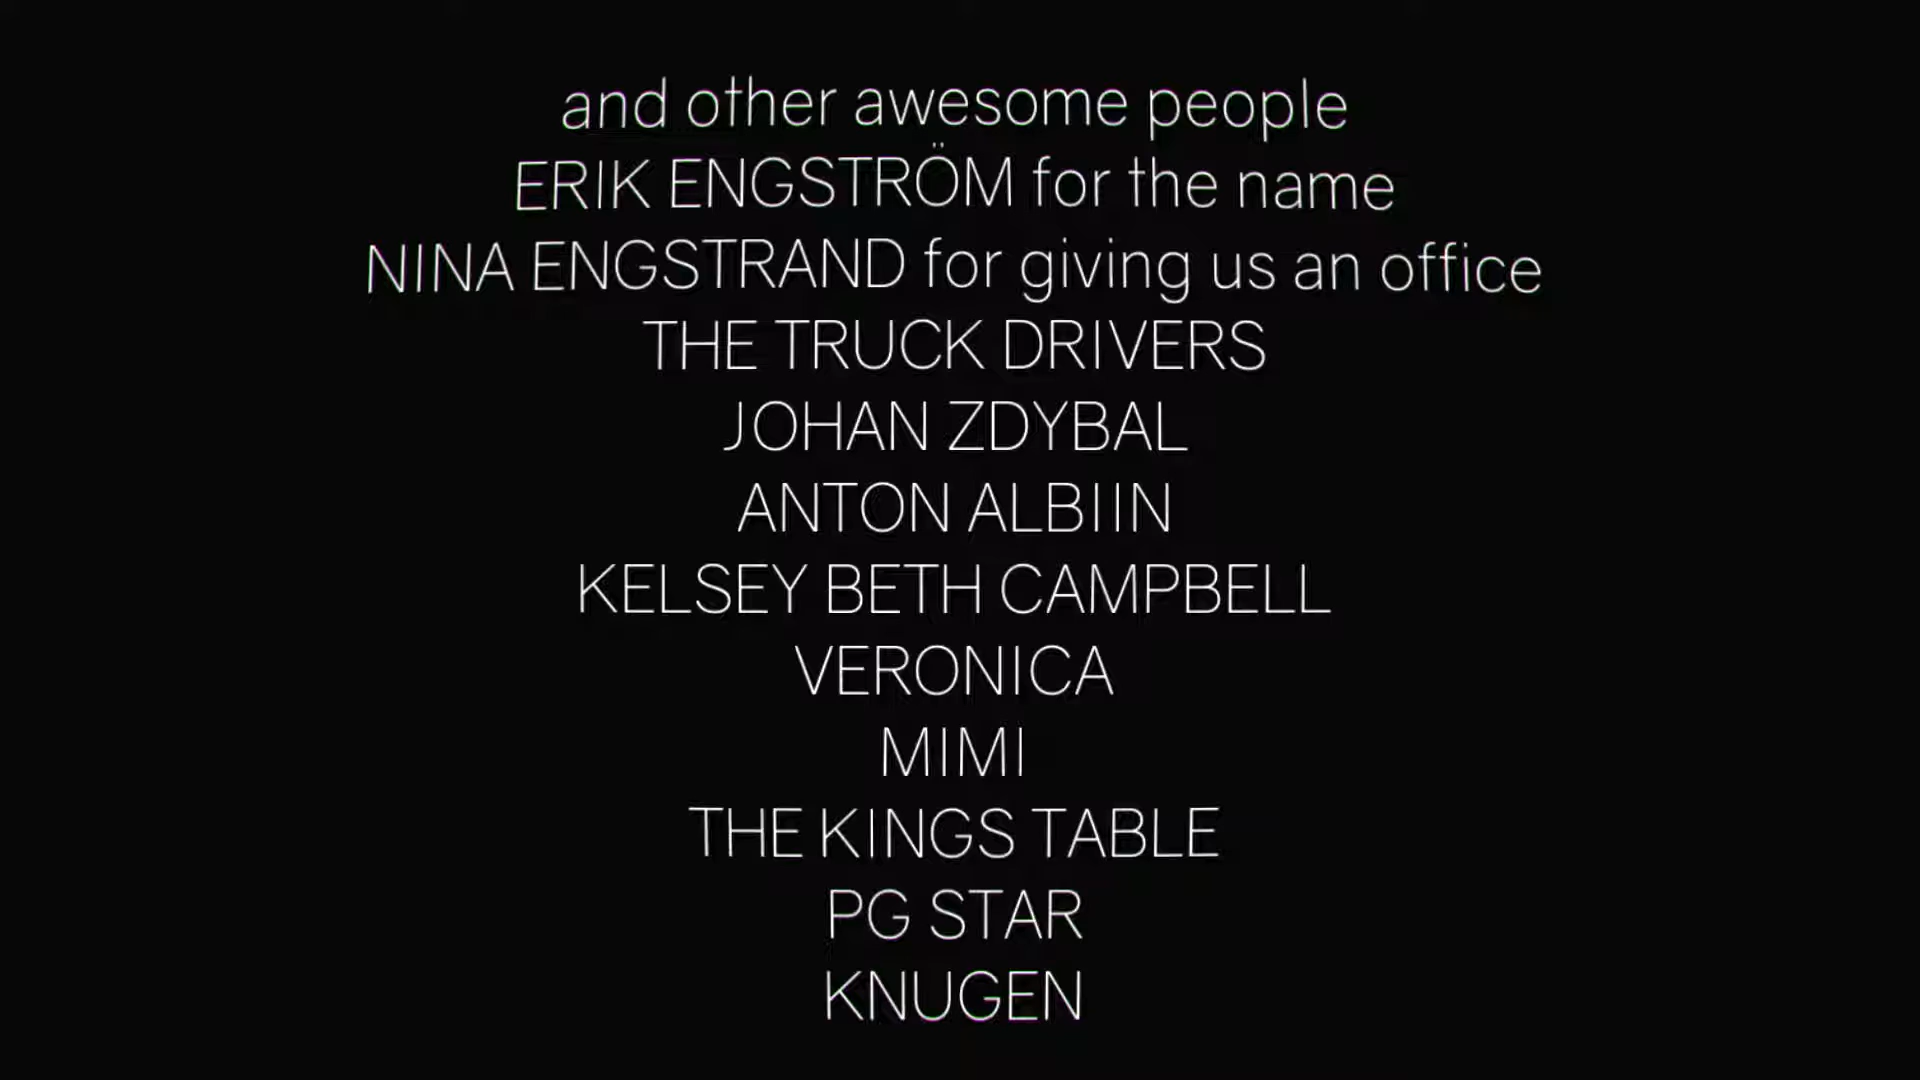 and other awesome people
ERIK ENGSTRÖM for the name
NINA ENGSTRAND for giving us an office
THE TRUCK DRIVERS
JOHAN ZDYBAL
ANTON ALBIIN
KELSEY BETH CAMPBELL
VERONICA
MIMI
THE KINGS TABLE
PG STAR
KNUGEN